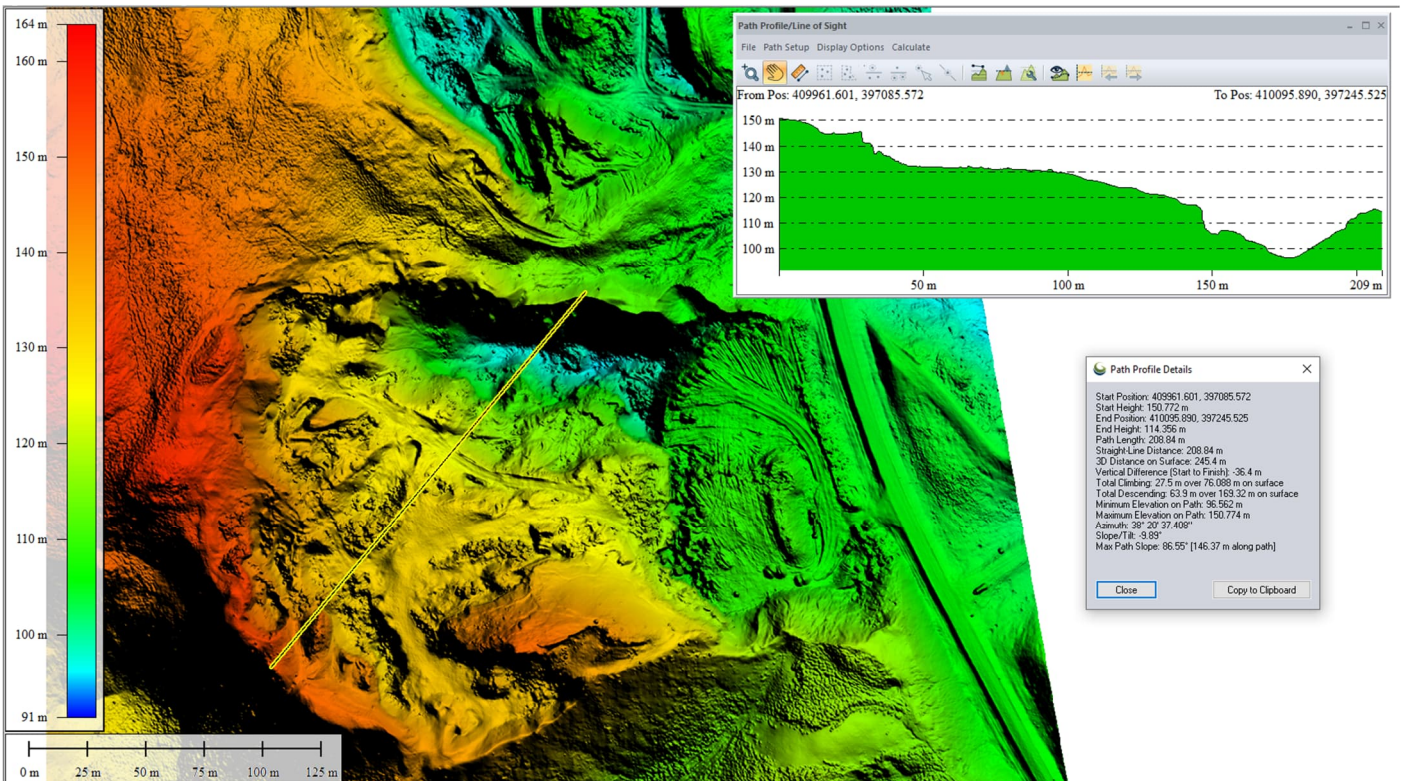 164 m
160 m
150 m
140 m
130 m
120 m
110 m
100 m
91 m
0 m 25 m 50 m 75 m 100 m 125 m
Path Profile/Line of Sight
File Path Setup Display Options Calculate
From Pos: 409961.601, 397085.572 To Pos: 410095.890, 397245.525
150 m
140 m
130 m
120 m
110 m
100 m
50 m 100 m 150 m 209 m
Path Profile Details
Start Position: 409961.601, 397085.572
Start Height: 150.772 m
End Position: 410095.890, 397245.525
End Height: 114.356 m
Path Length: 208.84 m
Straight-Line Distance: 208.84 m
3D Distance on Surface: 245.4 m
Vertical Difference (Start to Finish): -36.4 m
Total Climbing: 27.5 m over 76.088 m on surface
Total Descending: 63.9 m over 169.32 m on surface
Minimum Elevation on Path: 96.562 m
Maximum Elevation on Path: 150.774 m
Azimuth: 38° 20' 37.408"
Slope/Tilt: -9.89°
Max Path Slope: 86.55° [146.37 m along path]
Close Copy to Clipboard